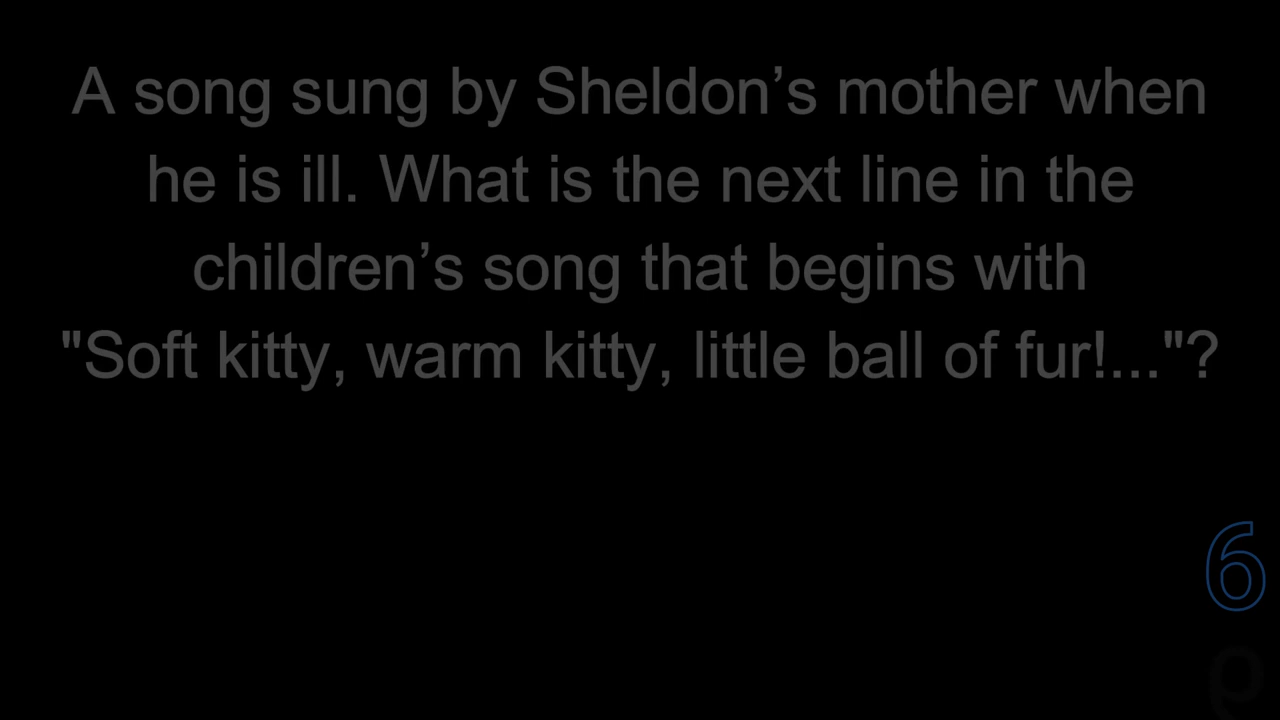 A song sung by Sheldon’s mother when
he is ill. What is the next line in the
children’s song that begins with
"Soft kitty, warm kitty, little ball of fur!..."?
6